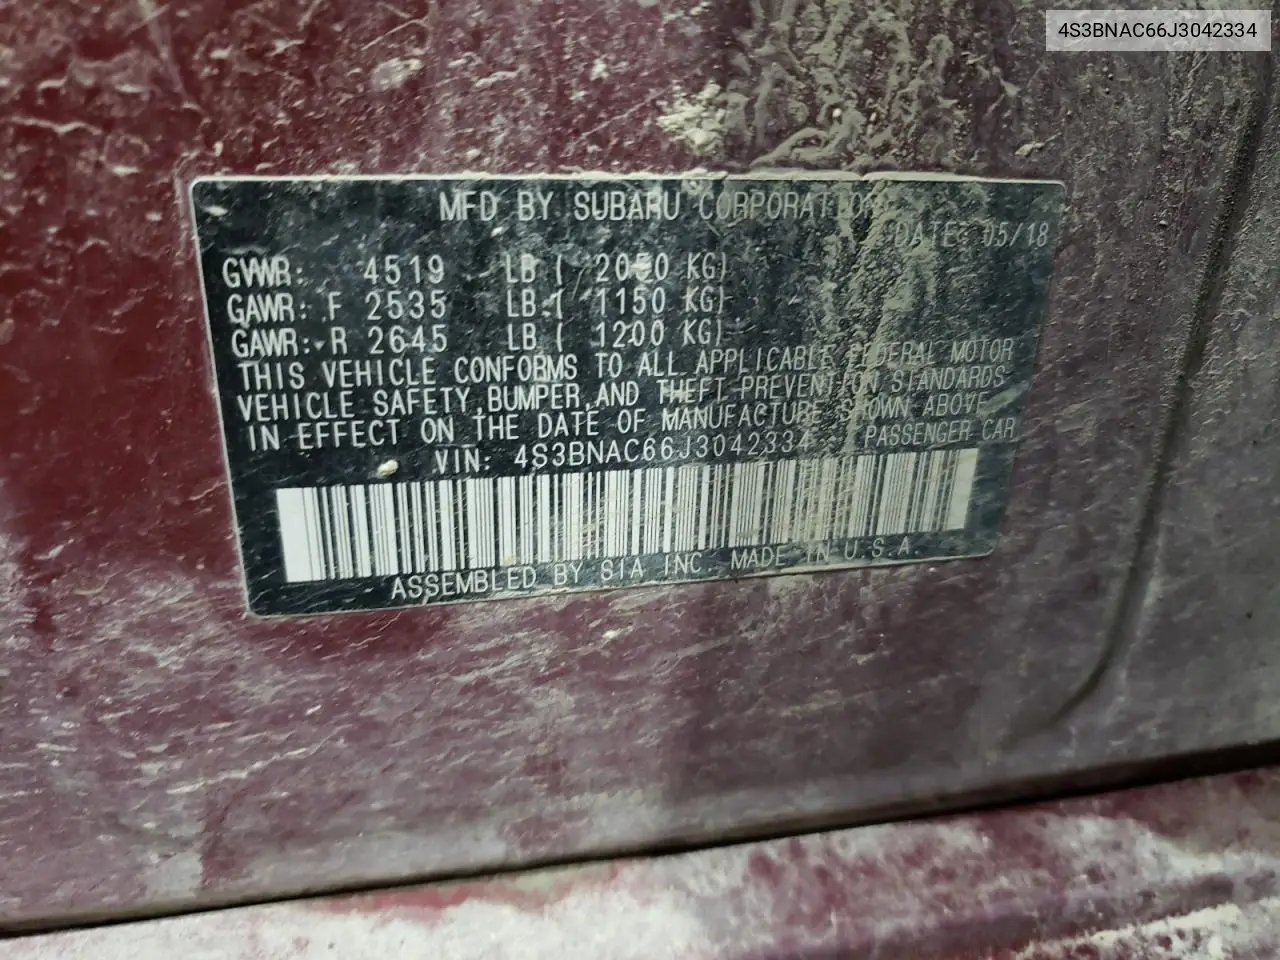 4S3BNAC66J3042334
MFD BY SUBARU CORPORATION
DATE: 05/18
GVWR: 4519 LB ( 2050 KG)
GAWR: F 2535 LB ( 1150 KG)
GAWR: R 2645 LB ( 1200 KG)
THIS VEHICLE CONFORMS TO ALL APPLICABLE FEDERAL MOTOR
VEHICLE SAFETY, BUMPER, AND THEFT PREVENTION STANDARDS
IN EFFECT ON THE DATE OF MANUFACTURE SHOWN ABOVE.
VIN: 4S3BNAC66J3042334 PASSENGER CAR
ASSEMBLED BY SIA INC. MADE IN U.S.A.